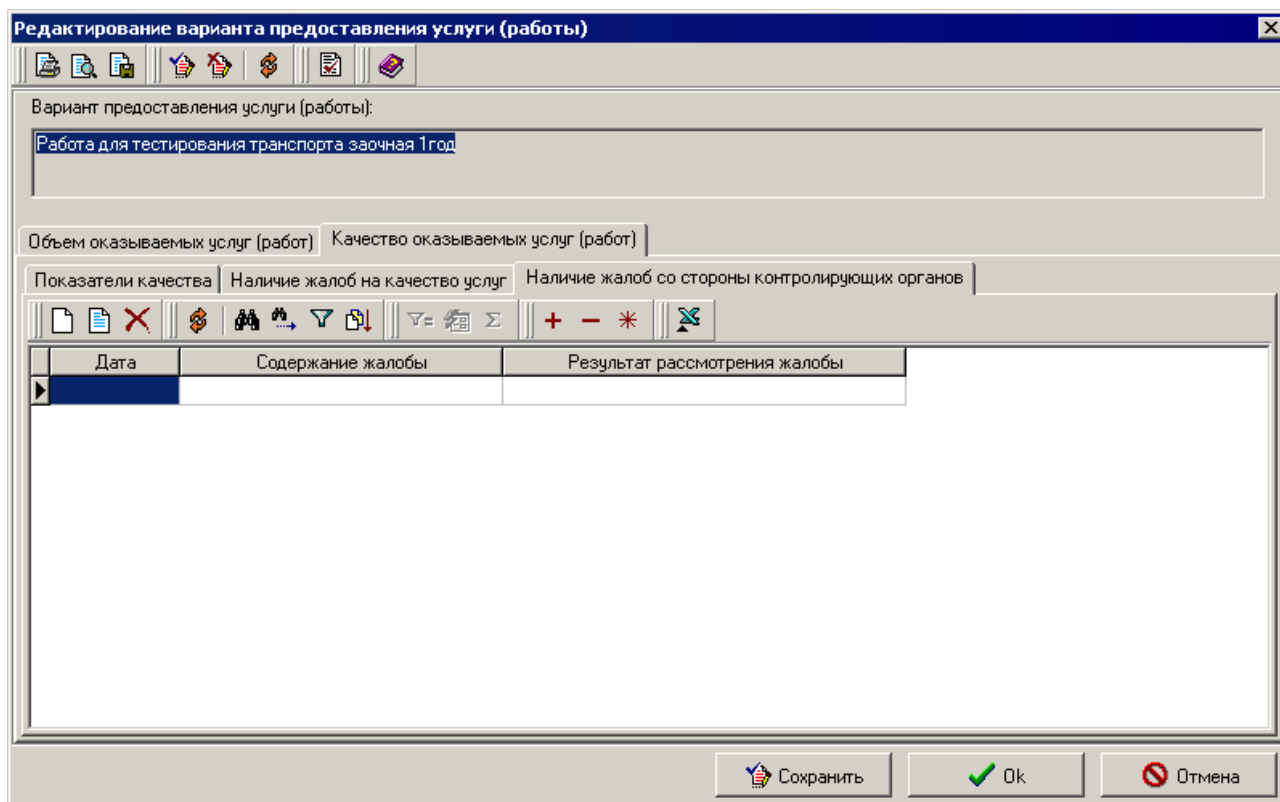 Редактирование варианта предоставления услуги (работы)
Вариант предоставления услуги (работы):
Работа для тестирования транспорта заочная 1год
Объем оказываемых услуг (работ) Качество оказываемых услуг (работ)
Показатели качества Наличие жалоб на качество услуг Наличие жалоб со стороны контролирующих органов
Дата Содержание жалобы Результат рассмотрения жалобы
Сохранить Ok Отмена